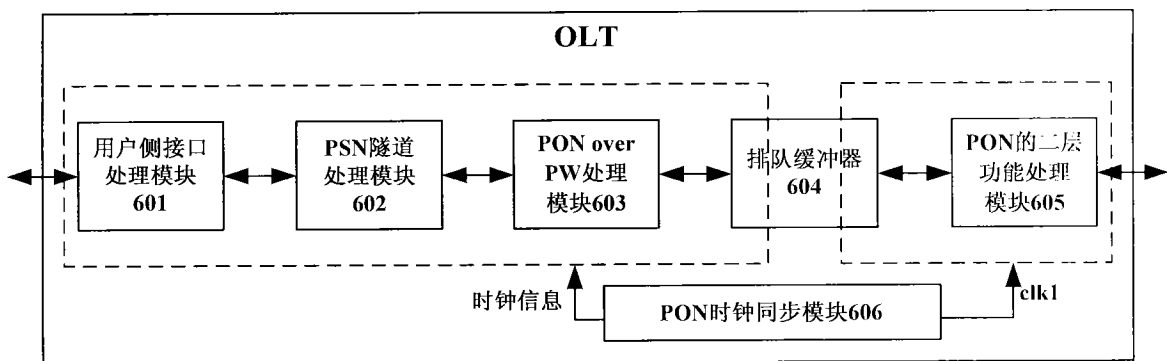 OLT
用户侧接口
处理模块
601
PSN隧道
处理模块
602
PON over
PW处理
模块603
排队缓冲器
604
PON的二层
功能处理
模块605
时钟信息
PON时钟同步模块606
clk1